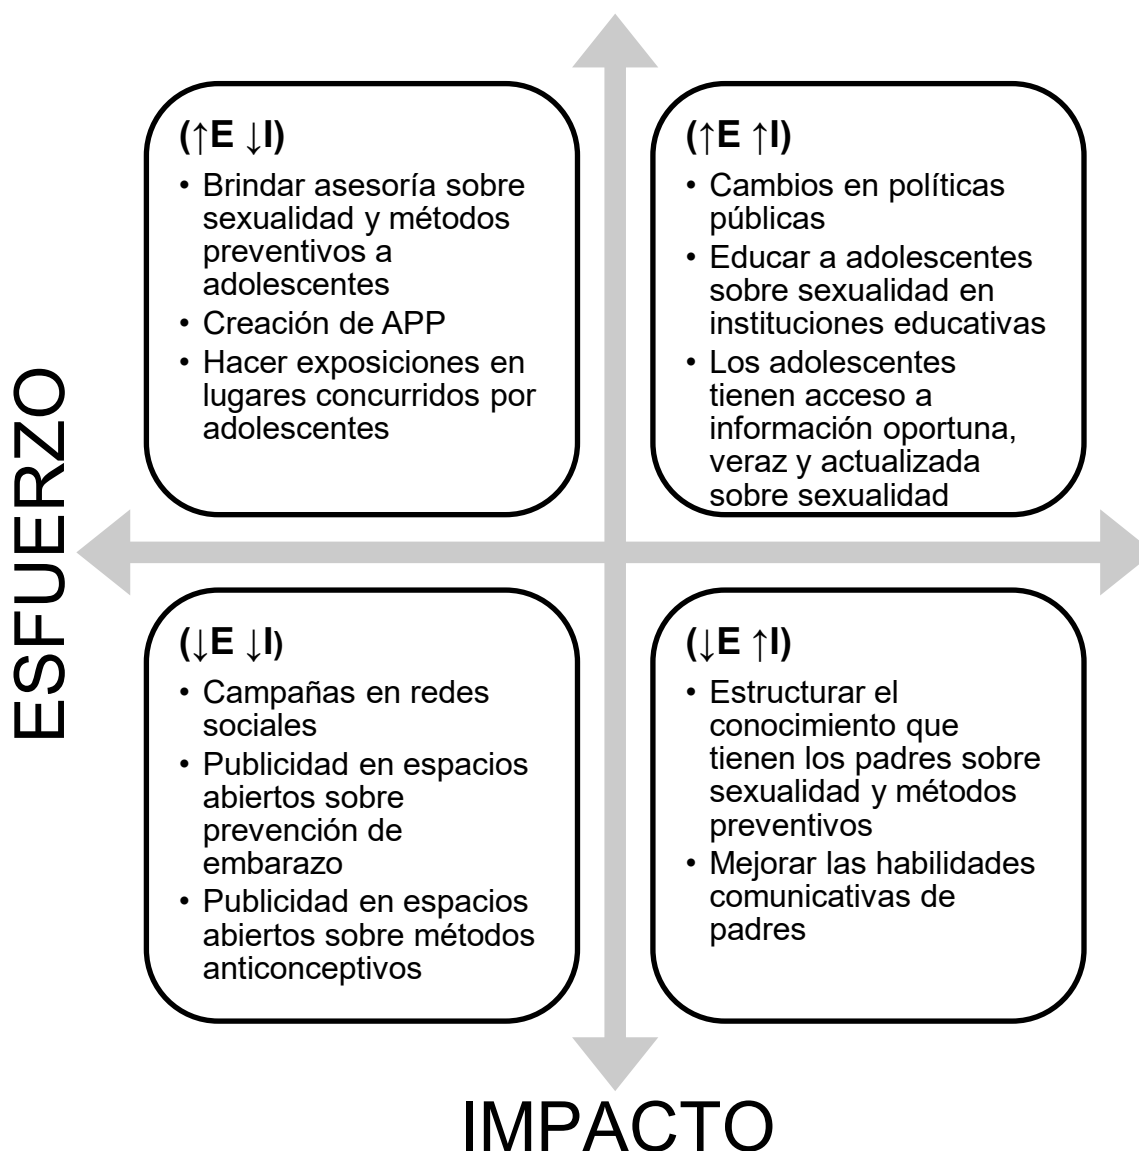 (↑E ↓I)
• Brindar asesoría sobre
sexualidad y métodos
preventivos a
adolescentes
• Creación de APP
• Hacer exposiciones en
lugares concurridos por
adolescentes
(↑E ↑I)
• Cambios en políticas
públicas
• Educar a adolescentes
sobre sexualidad en
instituciones educativas
• Los adolescentes
tienen acceso a
información oportuna,
veraz y actualizada
sobre sexualidad
ESFUERZO
(↓E ↓I)
• Campañas en redes
sociales
• Publicidad en espacios
abiertos sobre
prevención de
embarazo
• Publicidad en espacios
abiertos sobre métodos
anticonceptivos
(↓E ↑I)
• Estructurar el
conocimiento que
tienen los padres sobre
sexualidad y métodos
preventivos
• Mejorar las habilidades
comunicativas de
padres
IMPACTO